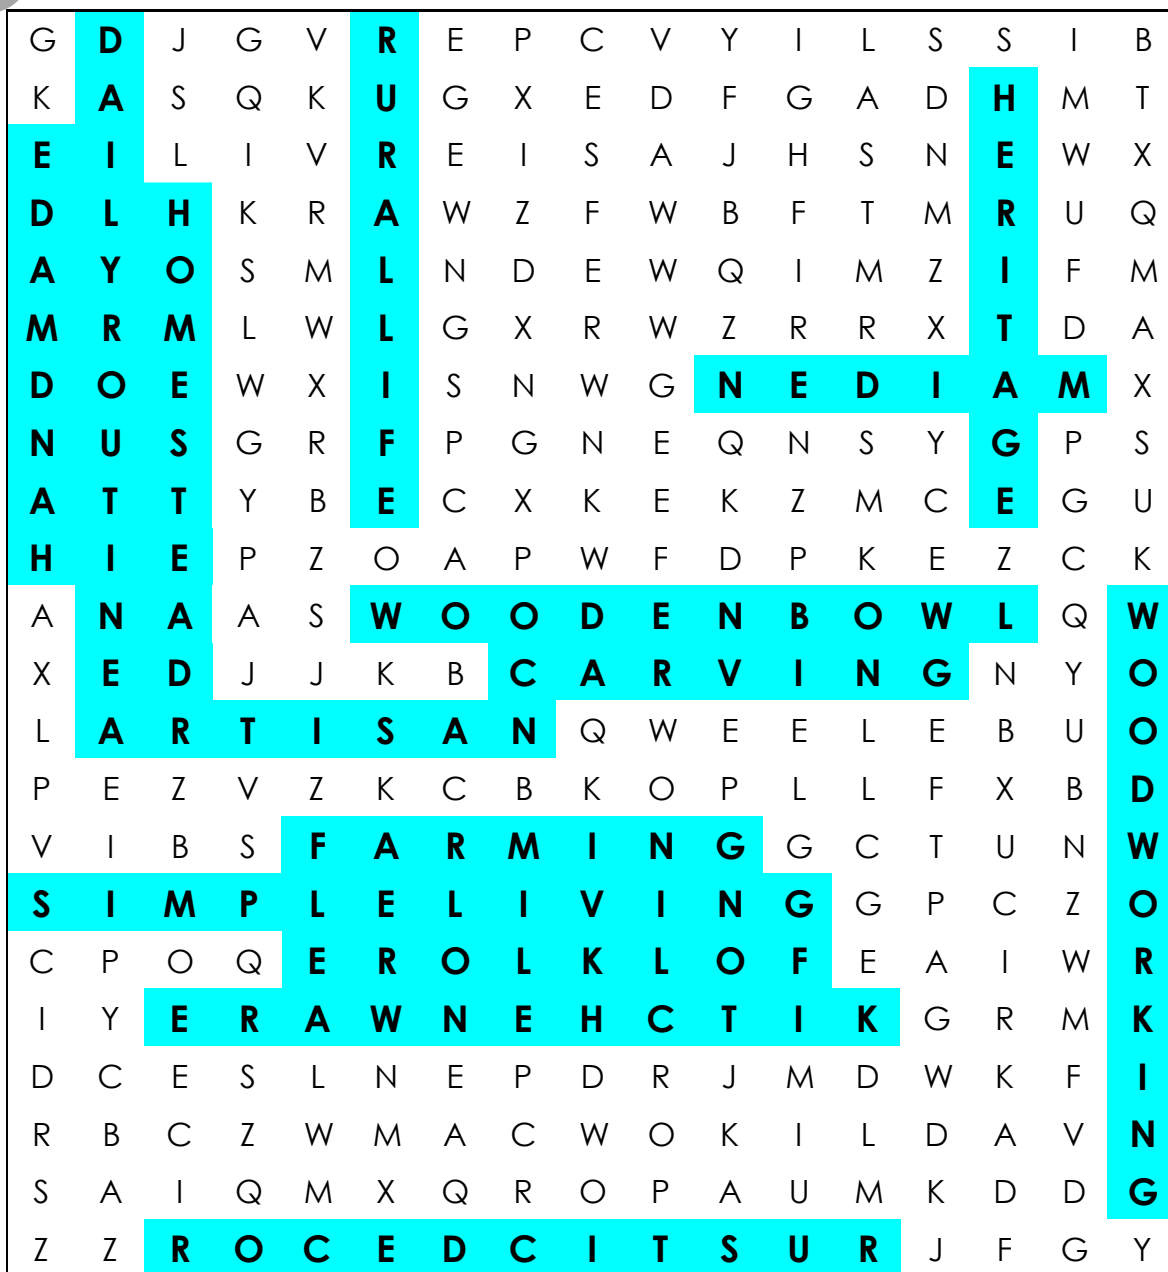 G D J G V R E P C V Y I L S S I B
K A S Q K U G X E D F G A D H M T
E I L I V R E I S A J H S N E W X
D L H K R A W Z F W B F T M R U Q
A Y O S M L N D E W Q I M Z I F M
M R M L W L G X R W Z R R X T D A
D O E W X I S N W G N E D I A M X
N U S G R F P G N E Q N S Y G P S
A T T Y B E C X K E K Z M C E G U
H I E P Z O A P W F D P K E Z C K
A N A A S W O O D E N B O W L Q W
X E D J J K B C A R V I N G N Y O
L A R T I S A N Q W E E L E B U O
P E Z V Z K C B K O P L L F X B D
V I B S F A R M I N G G C T U N W
S I M P L E L I V I N G G P C Z O
C P O Q E R O L K L O F E A I W R
I Y E R A W N E H C T I K G R M K
D C E S L N E P D R J M D W K F I
R B C Z W M A C W O K I L D A V N
S A I Q M X Q R O P A U M K D D G
Z Z R O C E D C I T S U R J F G Y